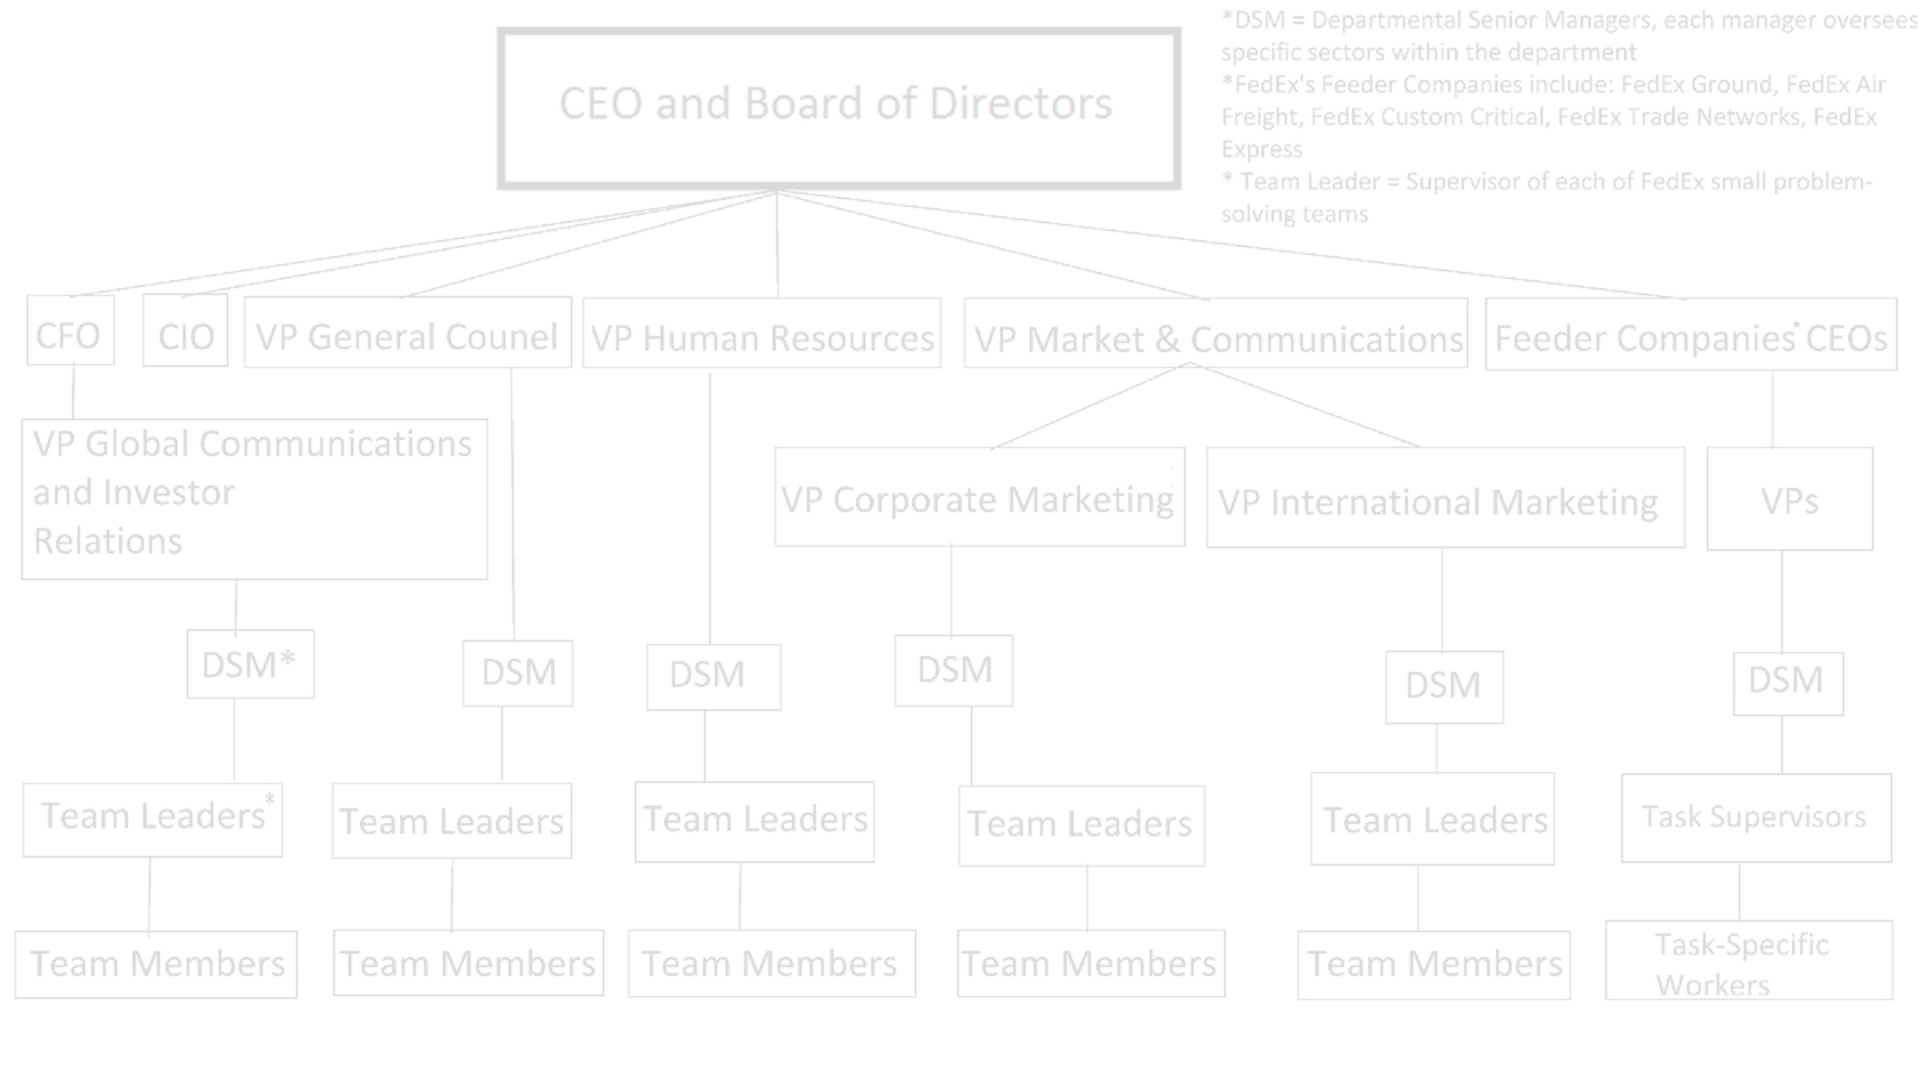 *DSM = Departmental Senior Managers, each manager oversees
specific sectors within the department
*FedEx's Feeder Companies include: FedEx Ground, FedEx Air
Freight, FedEx Custom Critical, FedEx Trade Networks, FedEx
Express
* Team Leader = Supervisor of each of FedEx small problem-
solving teams
CEO and Board of Directors
CFO
CIO
VP General Counel
VP Human Resources
VP Market & Communications
Feeder Companies* CEOs
VP Global Communications
and Investor
Relations
VP Corporate Marketing
VP International Marketing
VPs
DSM*
DSM
DSM
DSM
DSM
DSM
Team Leaders*
Team Leaders
Team Leaders
Team Leaders
Team Leaders
Task Supervisors
Team Members
Team Members
Team Members
Team Members
Team Members
Task-Specific
Workers